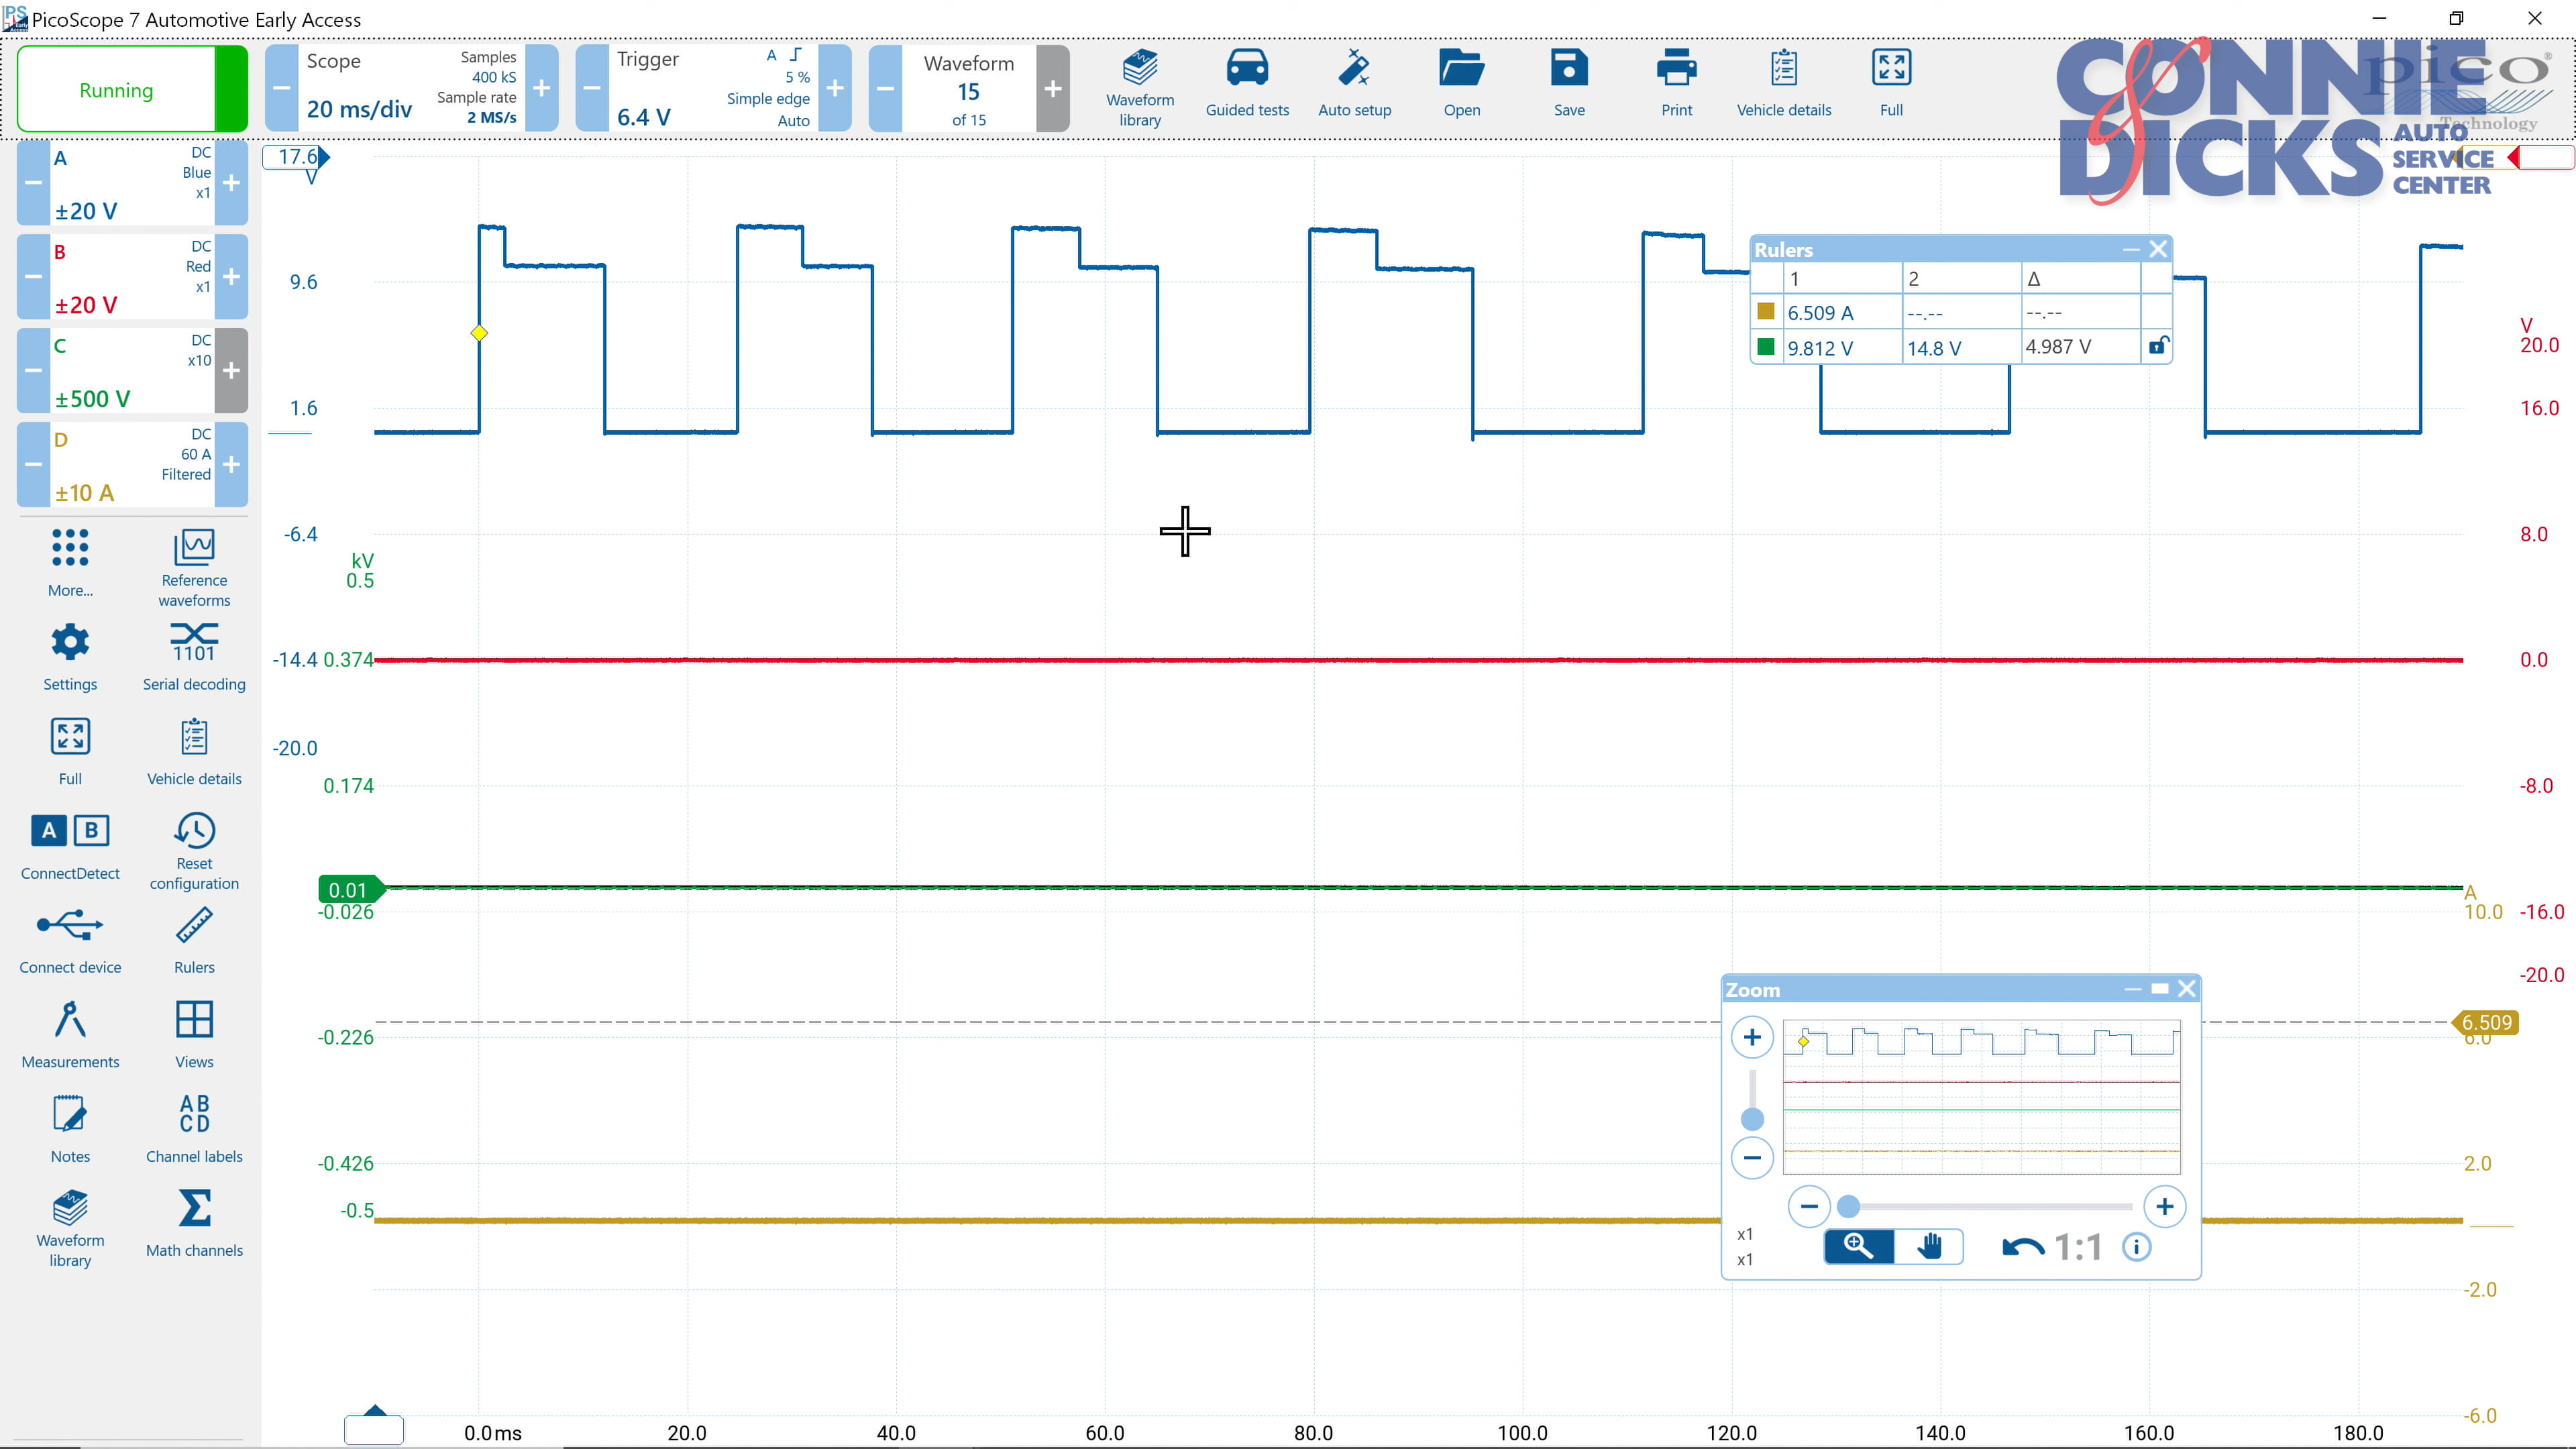 PicoScope 7 Automotive Early Access
Running
Scope
20 ms/div
Samples
400 kS
Sample rate
2 MS/s
Trigger
6.4 V
A
5 %
Simple edge
Auto
Waveform
15
of 15
Waveform
library
Guided tests
Auto setup
Open
Save
Print
Vehicle details
Full
CONNIE
&
DICKS
AUTO
SERVICE
CENTER
pico
Technology
A
DC
Blue
x1
±20 V
B
DC
Red
x1
±20 V
C
DC
x10
±500 V
D
DC
60 A
Filtered
±10 A
More...
Reference
waveforms
Settings
1101
Serial decoding
Full
Vehicle details
A B
ConnectDetect
Reset
configuration
Connect device
Rulers
Measurements
Views
Notes
AB
CD
Channel labels
Waveform
library
Math channels
17.6
V
9.6
1.6
-6.4
-14.4
-20.0
kV
0.5
0.374
0.174
0.01
-0.026
-0.226
-0.426
-0.5
Rulers
1 2 Δ
6.509 A --.-- --.--
9.812 V 14.8 V 4.987 V
V
20.0
16.0
8.0
0.0
-8.0
-16.0
-20.0
A
10.0
6.509
6.0
2.0
-2.0
-6.0
Zoom
x1
x1
1:1
0.0ms 20.0 40.0 60.0 80.0 100.0 120.0 140.0 160.0 180.0